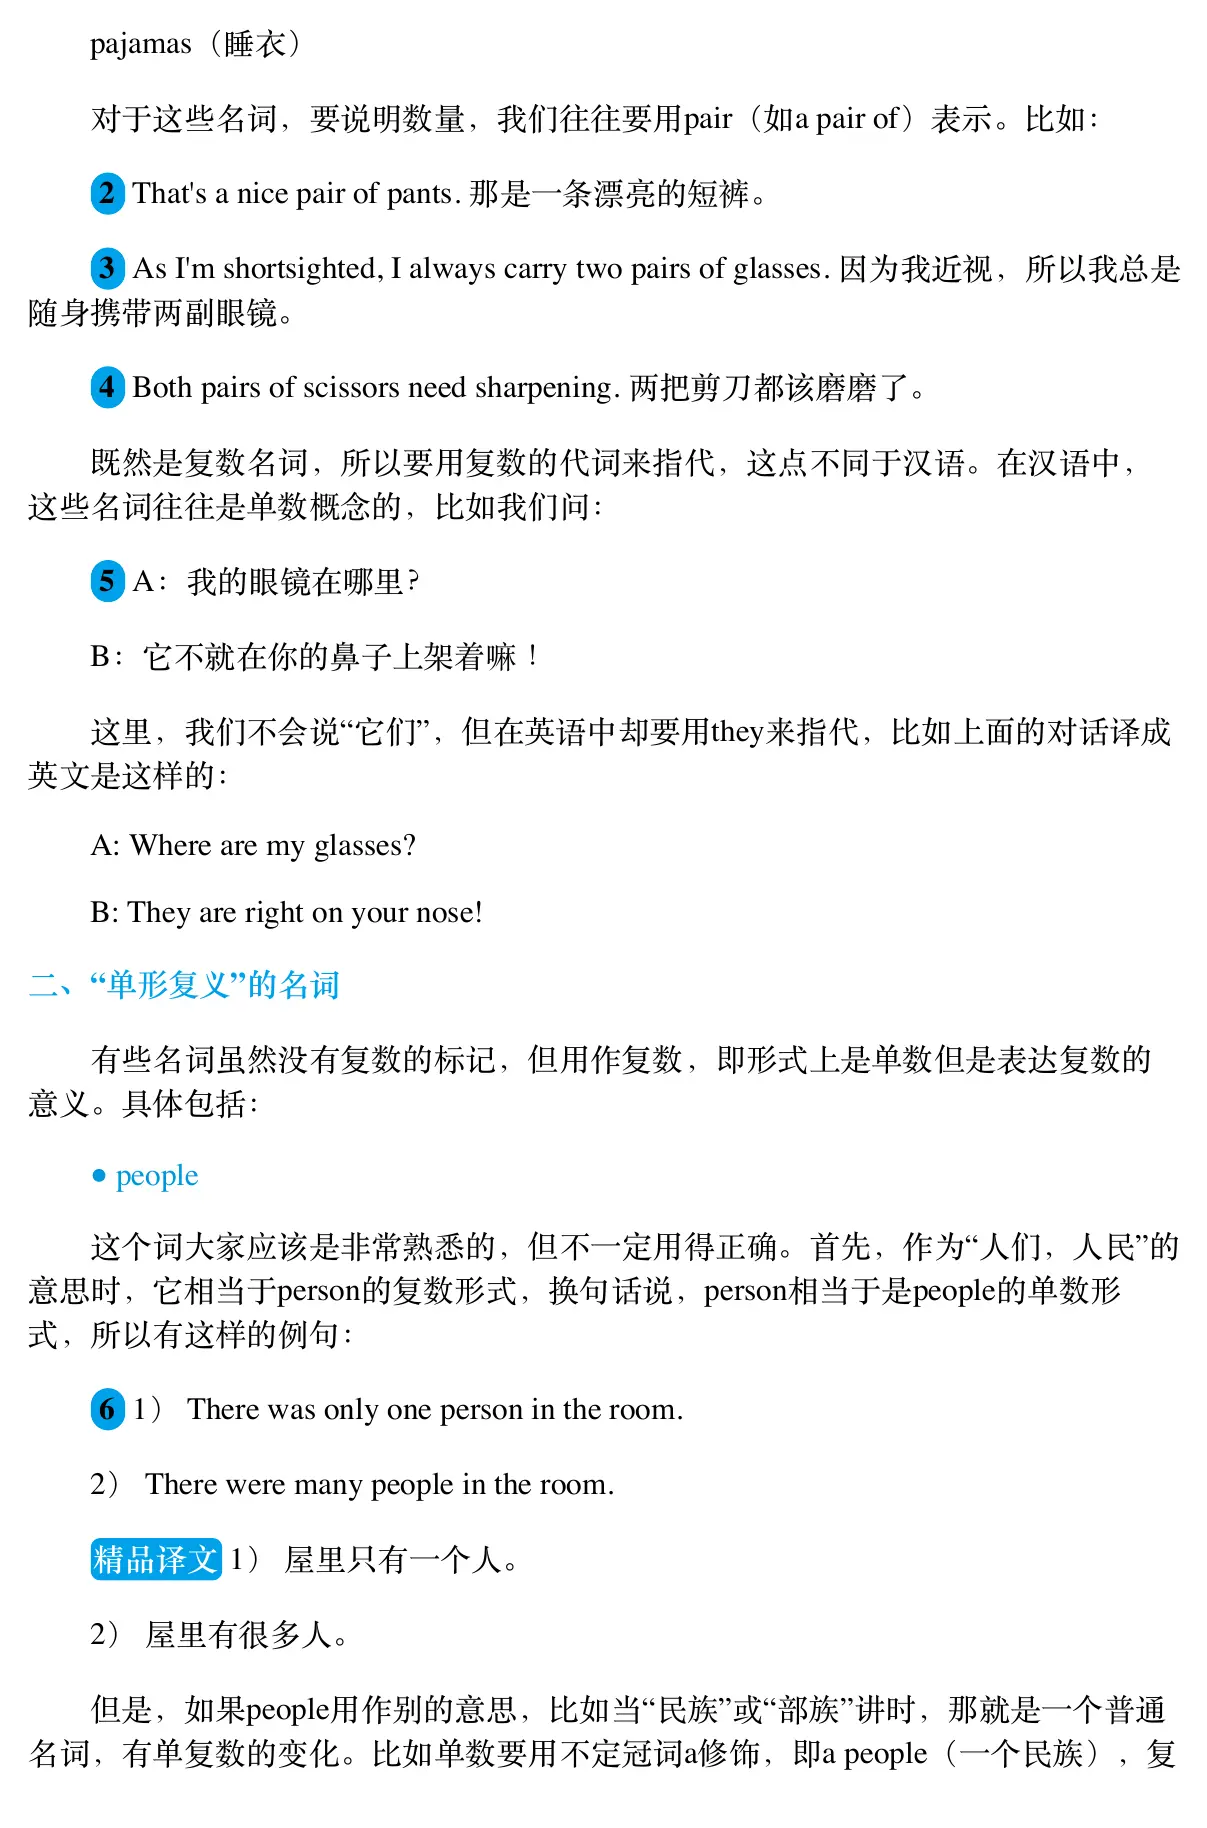 pajamas（睡衣）
对于这些名词，要说明数量，我们往往要用pair（如a pair of）表示。比如：
2 That's a nice pair of pants. 那是一条漂亮的短裤。
3 As I'm shortsighted, I always carry two pairs of glasses. 因为我近视，所以我总是
随身携带两副眼镜。
4 Both pairs of scissors need sharpening. 两把剪刀都该磨磨了。
既然是复数名词，所以要用复数的代词来指代，这点不同于汉语。在汉语中，
这些名词往往是单数概念的，比如我们问：
5 A：我的眼镜在哪里？
B：它不就在你的鼻子上架着嘛！
这里，我们不会说“它们”，但在英语中却要用they来指代，比如上面的对话译成
英文是这样的：
A: Where are my glasses?
B: They are right on your nose!
二、“单形复义”的名词
有些名词虽然没有复数的标记，但用作复数，即形式上是单数但是表达复数的
意义。具体包括：
● people
这个词大家应该是非常熟悉的，但不一定用得正确。首先，作为“人们，人民”的
意思时，它相当于person的复数形式，换句话说，person相当于是people的单数形
式，所以有这样的例句：
6 1） There was only one person in the room.
2） There were many people in the room.
精品译文 1） 屋里只有一个人。
2） 屋里有很多人。
但是，如果people用作别的意思，比如当“民族”或“部族”讲时，那就是一个普通
名词，有单复数的变化。比如单数要用不定冠词a修饰，即a people（一个民族），复